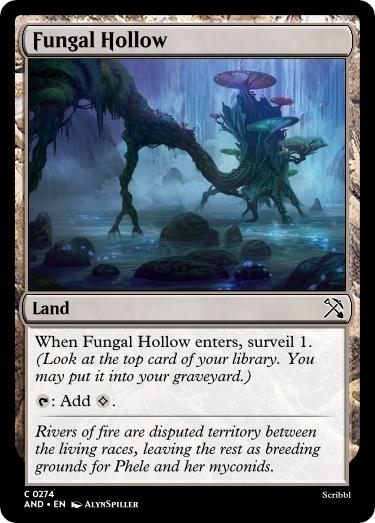 Fungal Hollow
Land
When Fungal Hollow enters, surveil 1.
(Look at the top card of your library. You
may put it into your graveyard.)
: Add .
Rivers of fire are disputed territory between
the living races, leaving the rest as breeding
grounds for Phele and her myconids.
C 0274
Scribbl
AND • EN AlynSpiller